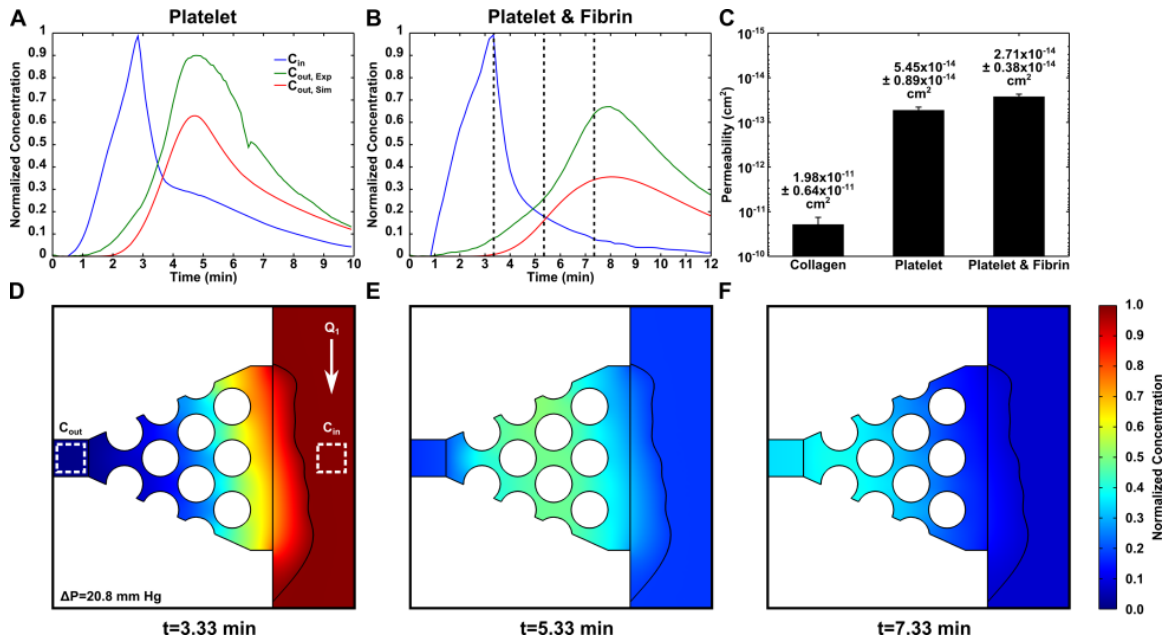 A
Platelet
Normalized Concentration
1
0.9
0.8
0.7
0.6
0.5
0.4
0.3
0.2
0.1
0
C_in
C_out, Exp
C_out, Sim
0 1 2 3 4 5 6 7 8 9 10
Time (min)
B
Platelet & Fibrin
Normalized Concentration
1
0.9
0.8
0.7
0.6
0.5
0.4
0.3
0.2
0.1
0
0 1 2 3 4 5 6 7 8 9 10 11 12
Time (min)
C
Permeability (cm²)
10⁻¹⁵
10⁻¹⁴
10⁻¹³
10⁻¹²
10⁻¹¹
10⁻¹⁰
1.98x10⁻¹¹
± 0.64x10⁻¹¹
cm²
5.45x10⁻¹⁴
± 0.89x10⁻¹⁴
cm²
2.71x10⁻¹⁴
± 0.38x10⁻¹⁴
cm²
Collagen
Platelet
Platelet & Fibrin
D
Q₁
C_out
C_in
ΔP=20.8 mm Hg
t=3.33 min
E
t=5.33 min
F
t=7.33 min
1.0
0.9
0.8
0.7
0.6
0.5
0.4
0.3
0.2
0.1
0.0
Normalized Concentration